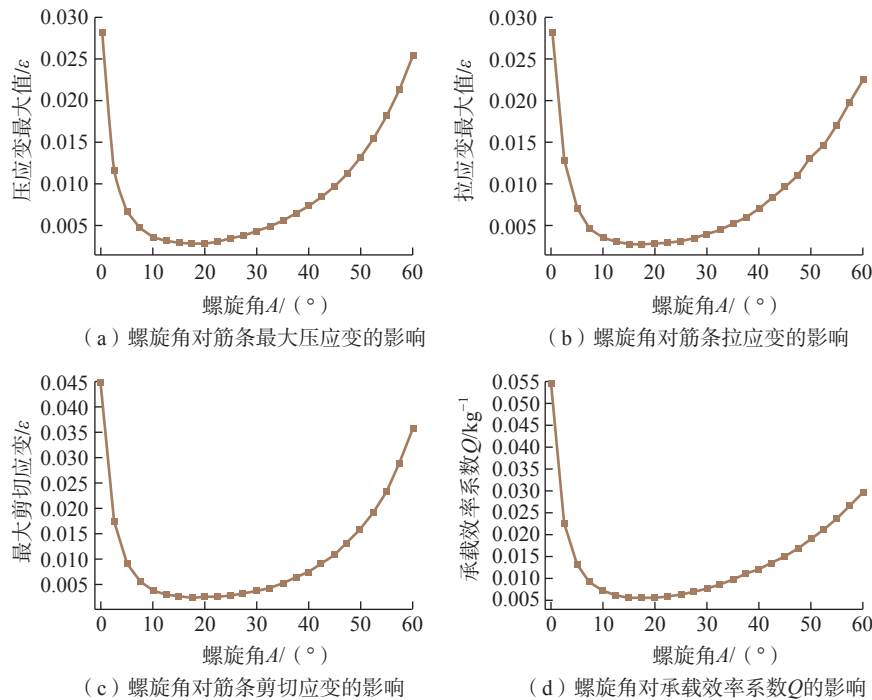 0.030
0.025
0.020
0.015
0.010
0.005
压应变最大值/ε
0 10 20 30 40 50 60
螺旋角A/（°）
（a）螺旋角对筋条最大压应变的影响
0.030
0.025
0.020
0.015
0.010
0.005
拉应变最大值/ε
0 10 20 30 40 50 60
螺旋角A/（°）
（b）螺旋角对筋条拉应变的影响
0.045
0.040
0.035
0.030
0.025
0.020
0.015
0.010
0.005
最大剪切应变/ε
0 10 20 30 40 50 60
螺旋角A/（°）
（c）螺旋角对筋条剪切应变的影响
0.055
0.050
0.045
0.040
0.035
0.030
0.025
0.020
0.015
0.010
0.005
承载效率系数Q/kg⁻¹
0 10 20 30 40 50 60
螺旋角A/（°）
（d）螺旋角对承载效率系数Q的影响